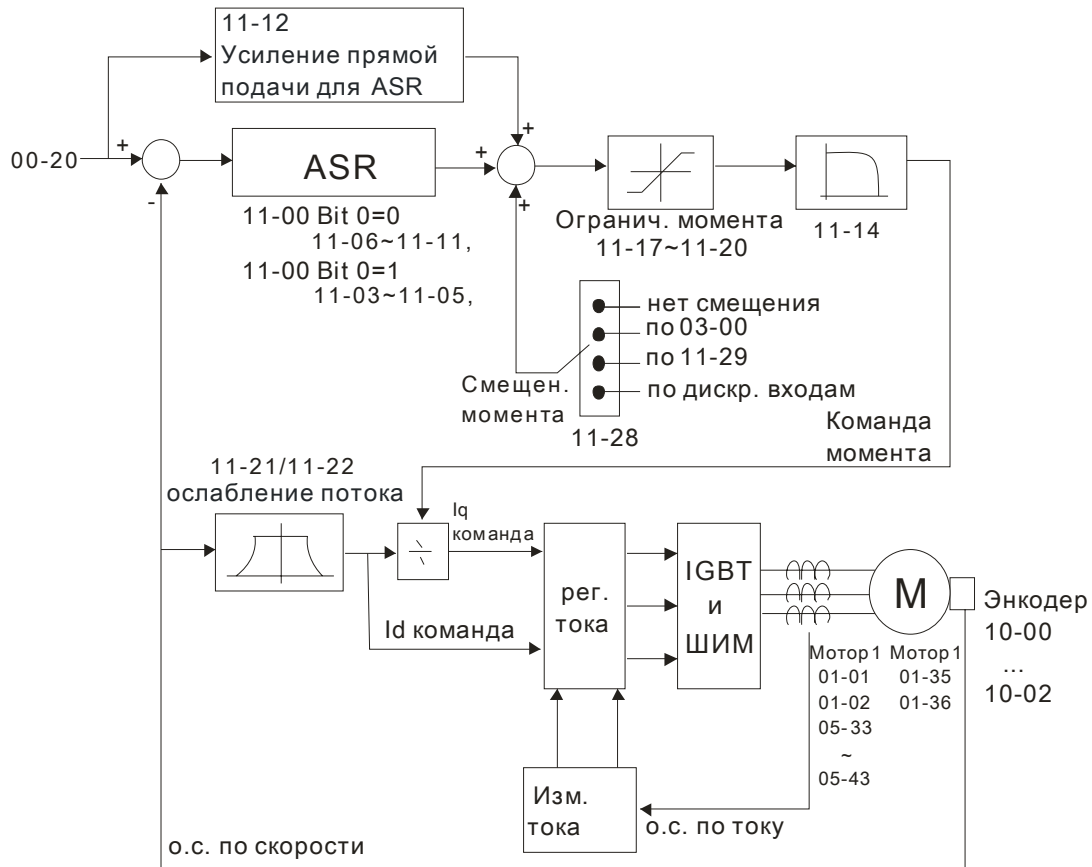 11-12
Усиление прямой
подачи для ASR
+
00-20
+
-
ASR
+
+
11-00 Bit 0=0
11-06~11-11,
11-00 Bit 0=1
11-03~11-05,
Огранич. момента
11-17~11-20
11-14
нет смещения
по 03-00
по 11-29
по дискр. входам
Смещен.
момента
11-28
Команда
момента
11-21/11-22
ослабление потока
Iq
команда
Id команда
рег.
тока
IGBT
и
ШИМ
M
Энкодер
10-00
...
10-02
Мотор1
01-01
01-02
05-33
~
05-43
Мотор1
01-35
01-36
Изм.
тока
о.с. по току
о.с. по скорости